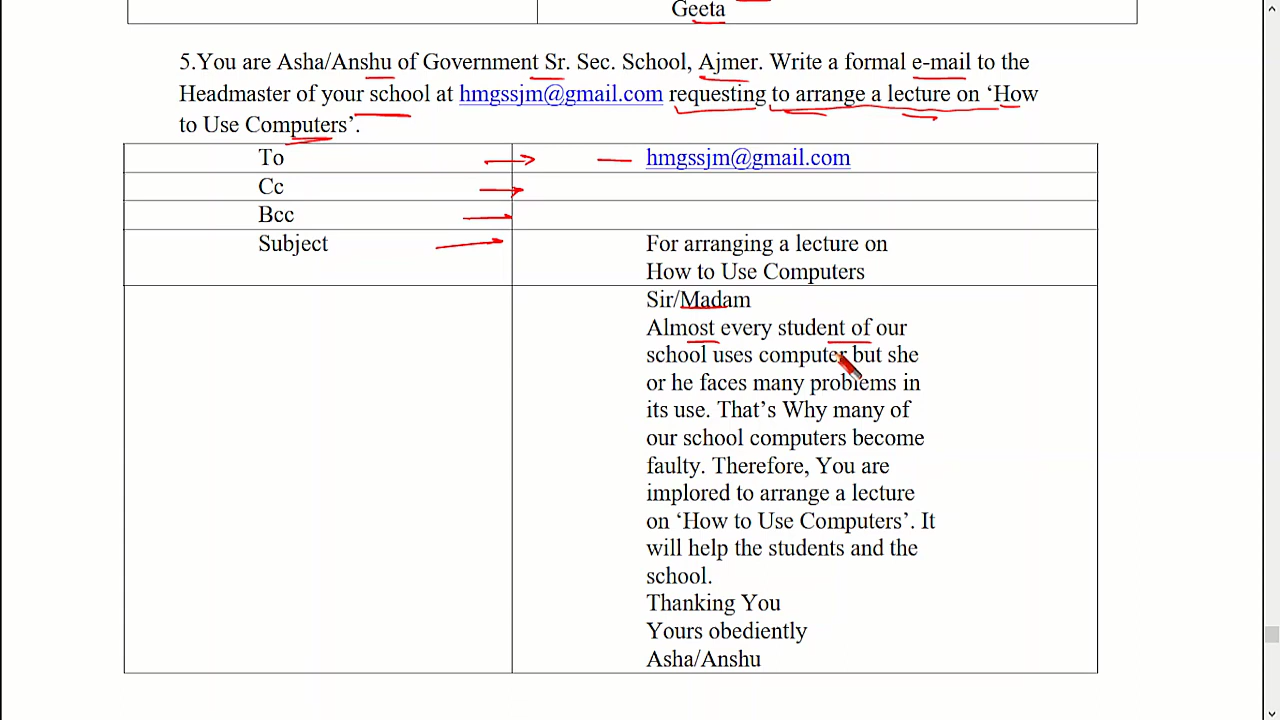 Geeta
5.You are Asha/Anshu of Government Sr. Sec. School, Ajmer. Write a formal e-mail to the
Headmaster of your school at hmgssjm@gmail.com requesting to arrange a lecture on ‘How
to Use Computers’.
To hmgssjm@gmail.com
Cc
Bcc
Subject For arranging a lecture on
How to Use Computers
Sir/Madam
Almost every student of our
school uses computer but she
or he faces many problems in
its use. That’s Why many of
our school computers become
faulty. Therefore, You are
implored to arrange a lecture
on ‘How to Use Computers’. It
will help the students and the
school.
Thanking You
Yours obediently
Asha/Anshu